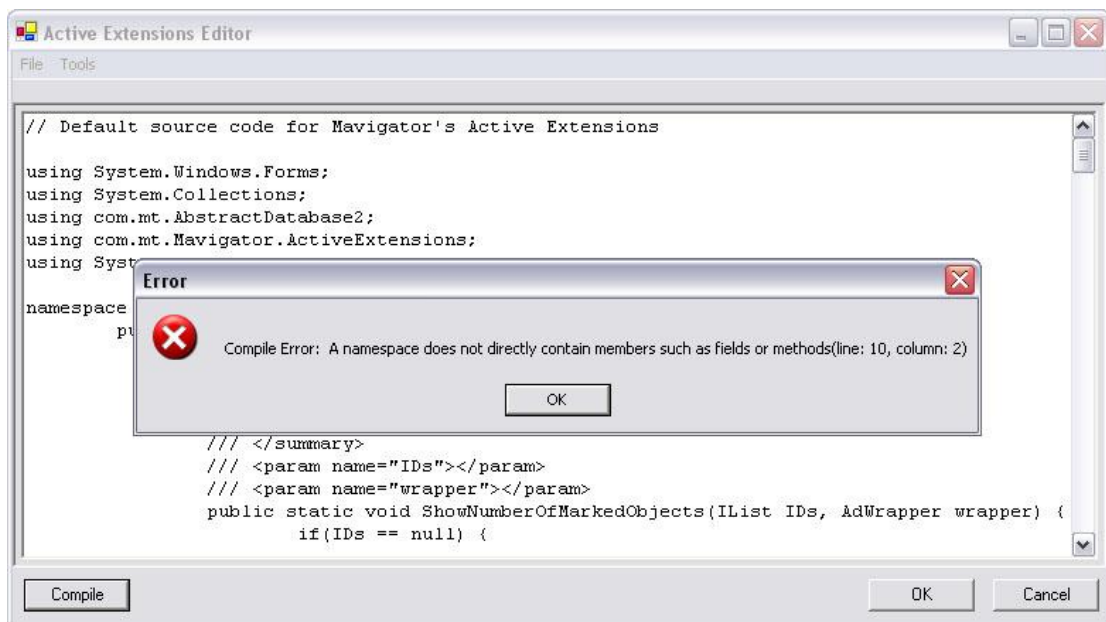 Active Extensions Editor
File Tools
// Default source code for Mavigator's Active Extensions
using System.Windows.Forms;
using System.Collections;
using com.mt.AbstractDatabase2;
using com.mt.Mavigator.ActiveExtensions;
using Syst
Error
namespace
pu
Compile Error: A namespace does not directly contain members such as fields or methods(line: 10, column: 2)
OK
/// </summary>
/// <param name="IDs"></param>
/// <param name="wrapper"></param>
public static void ShowNumberOfMarkedObjects(IList IDs, AdWrapper wrapper) {
if(IDs == null) {
Compile OK Cancel